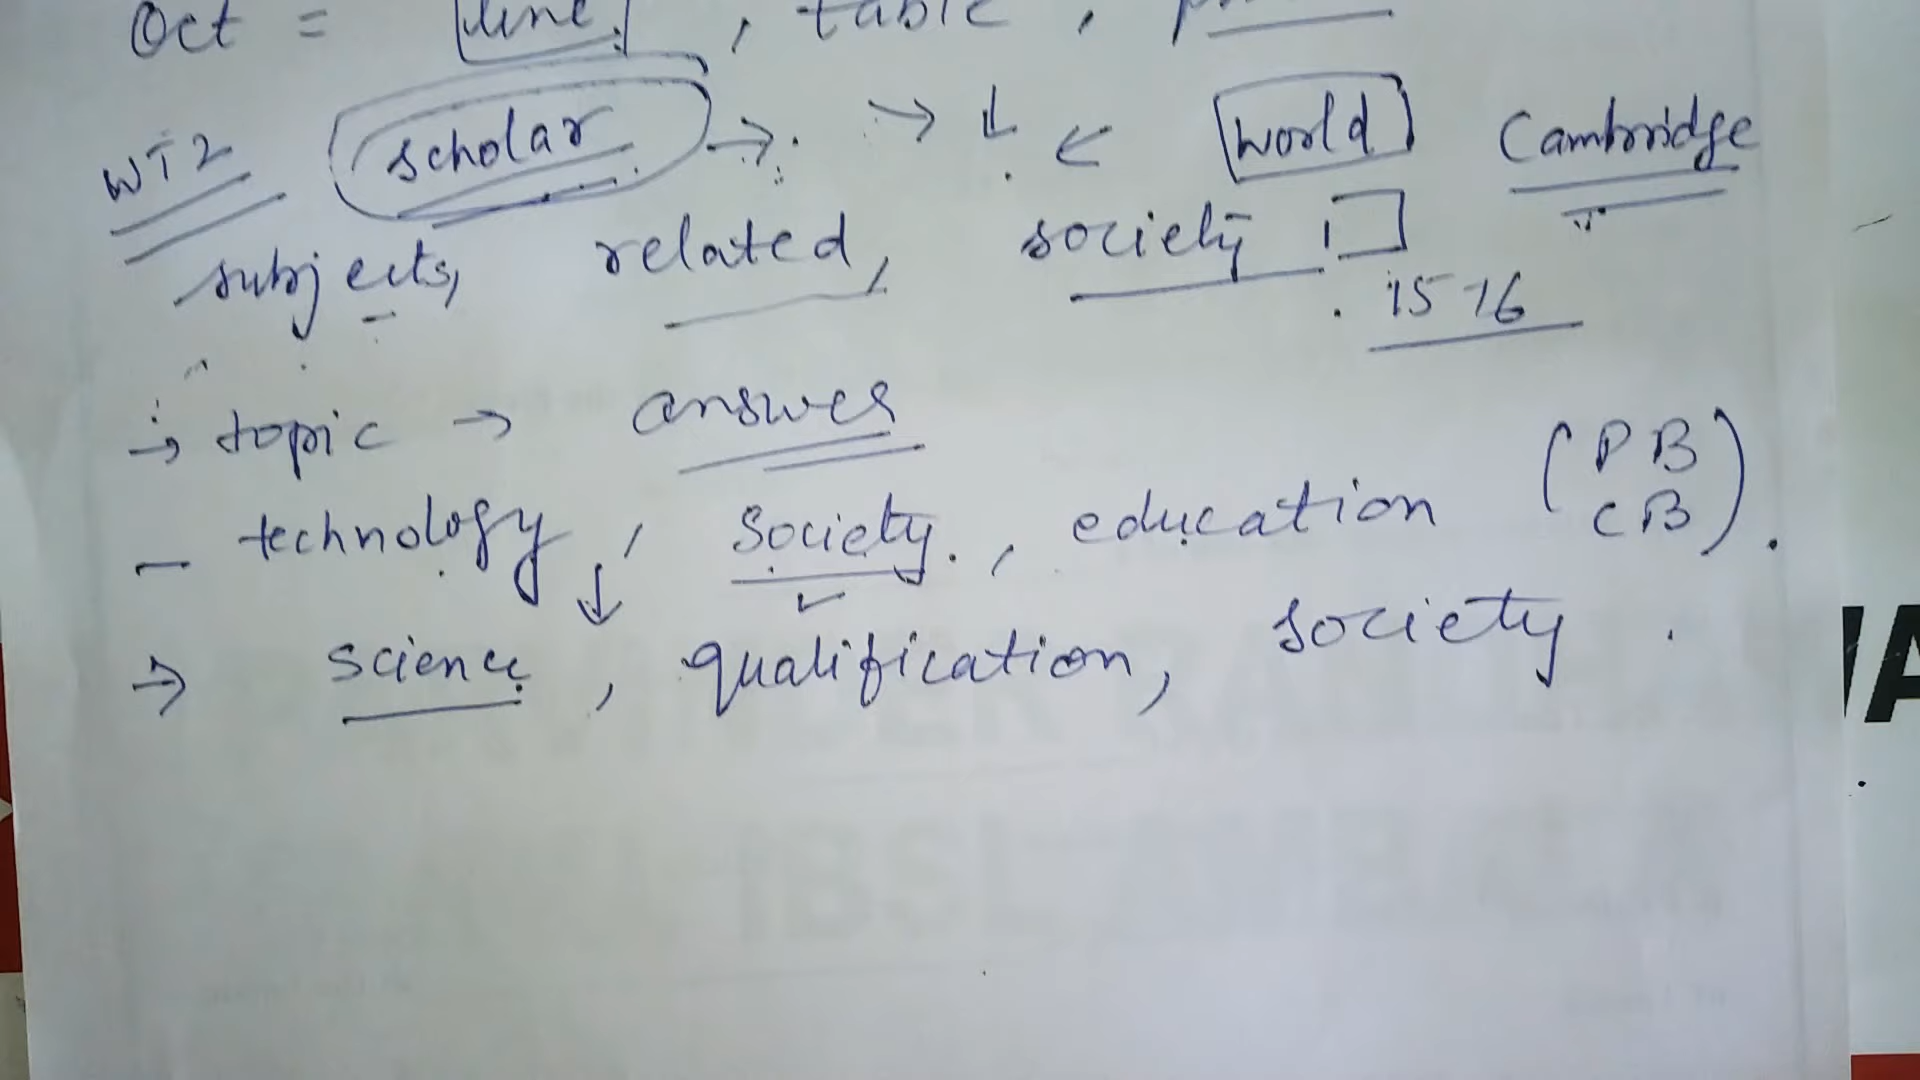 Oct = line , table ,
WT2 scholar → . → ↓ ← world Cambridge
subjects, related, society
. 15 16
→ topic → answer
- technology, society., education (PB CB).
→ science, qualification, society.